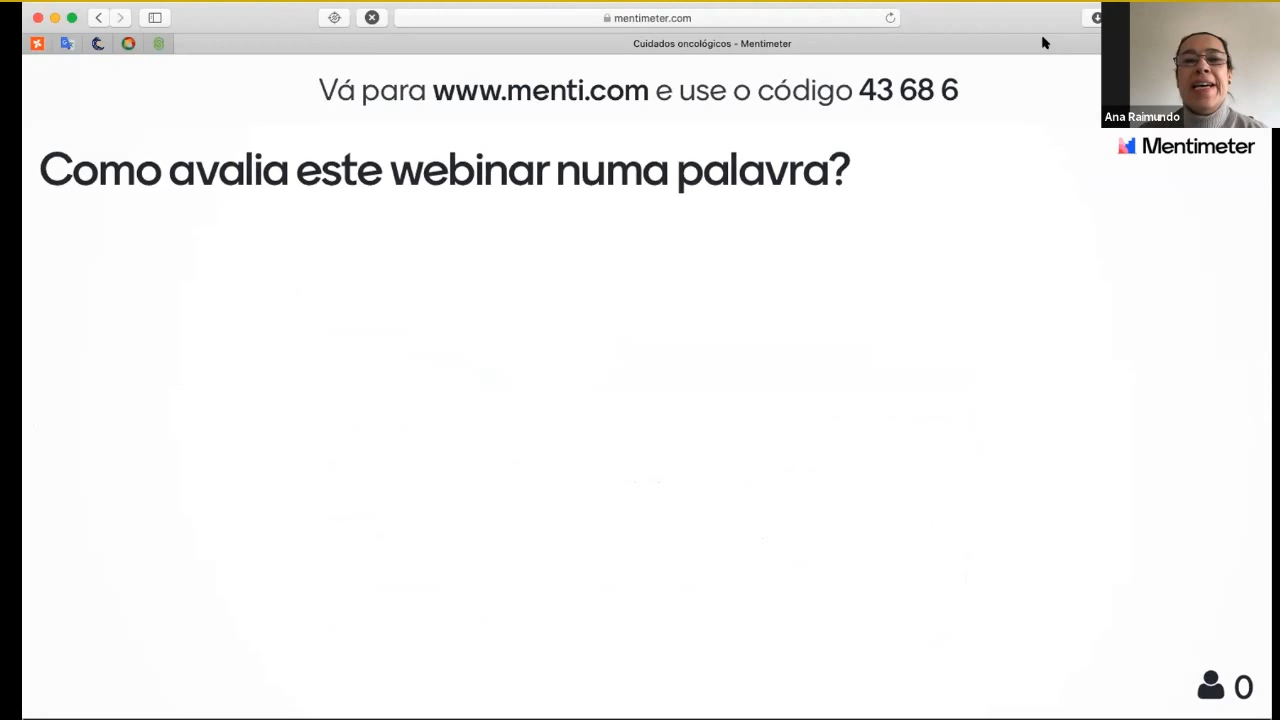 mentimeter.com
Cuidados oncológicos - Mentimeter
Vá para www.menti.com e use o código 43 68 6
Ana Raimundo
Mentimeter
Como avalia este webinar numa palavra?
0